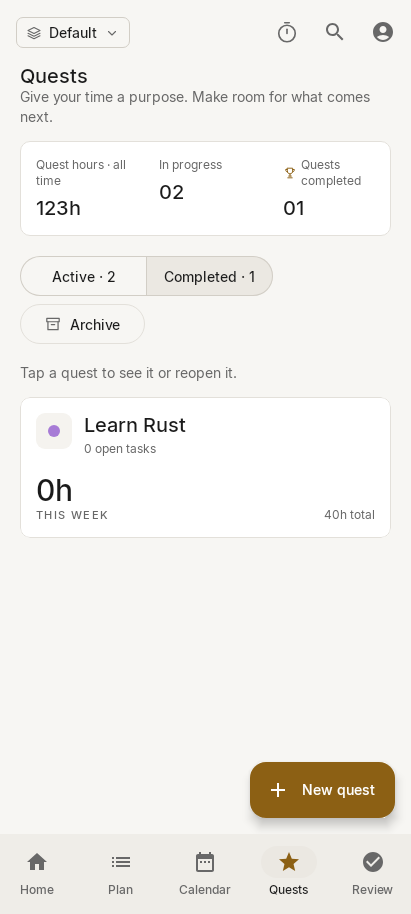 Default
Quests
Give your time a purpose. Make room for what comes
next.
Quest hours · all
time
123h
In progress
02
Quests
completed
01
Active · 2
Completed · 1
Archive
Tap a quest to see it or reopen it.
Learn Rust
0 open tasks
0h
THIS WEEK
40h total
New quest
Home
Plan
Calendar
Quests
Review